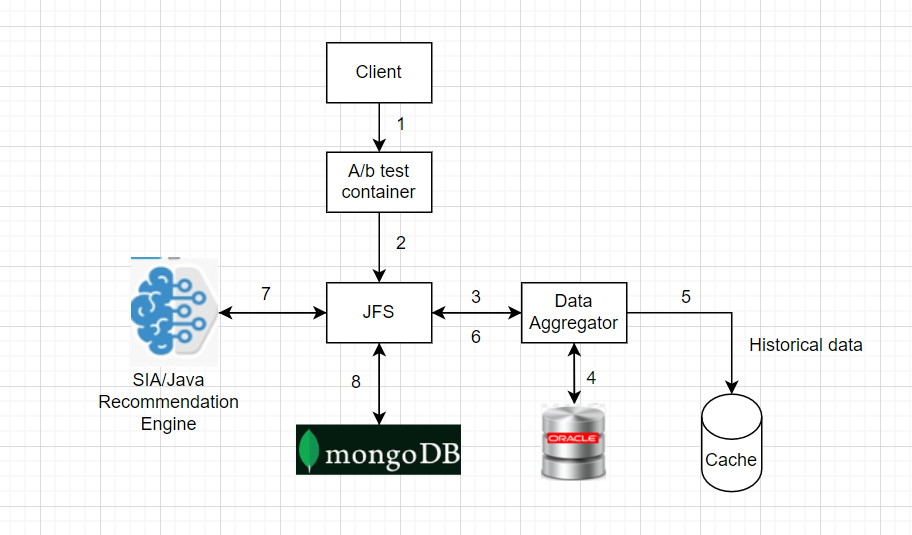 Client
1
A/b test
container
2
7
JFS
3
6
Data
Aggregator
5
Historical data
SIA/Java
Recommendation
Engine
8
4
mongoDB
ORACLE
Cache